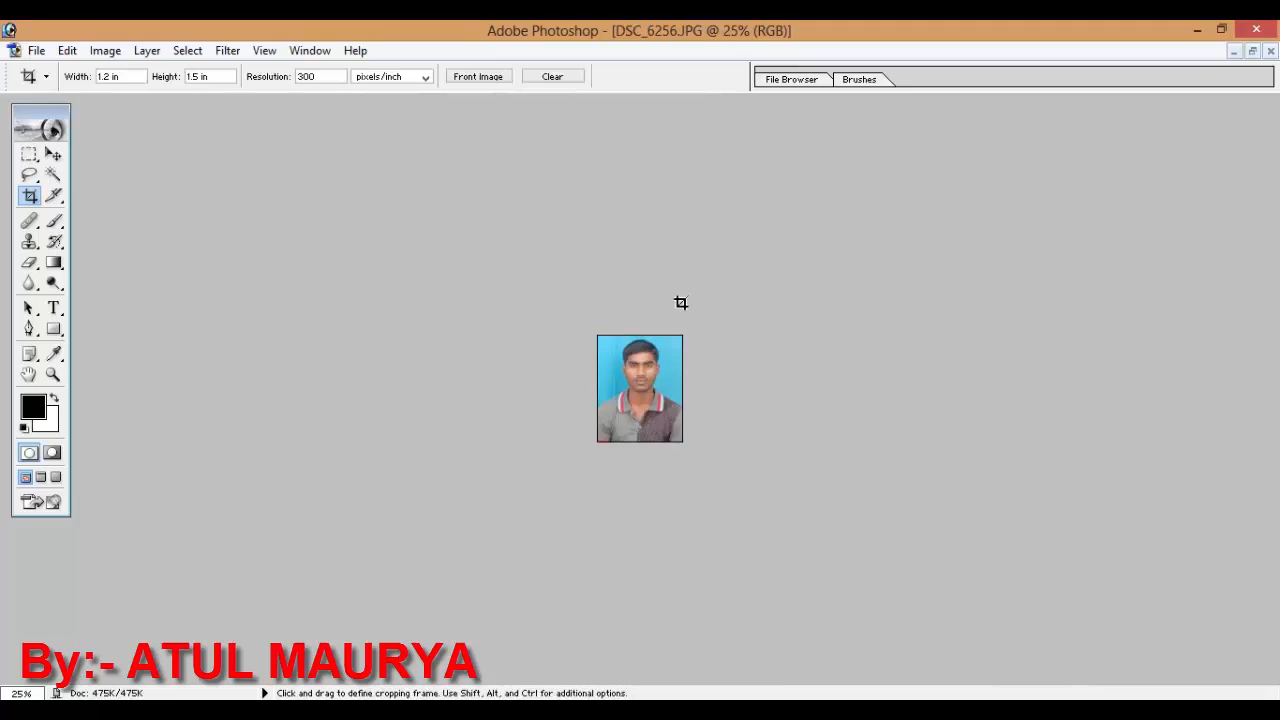 Adobe Photoshop - [DSC_6256.JPG @ 25% (RGB)]
File Edit Image Layer Select Filter View Window Help
Width: 1.2 in Height: 1.5 in Resolution: 300 pixels/inch Front Image Clear File Browser Brushes
T
By:- ATUL MAURYA
25% Doc: 475K/475K Click and drag to define cropping frame. Use Shift, Alt, and Ctrl for additional options.